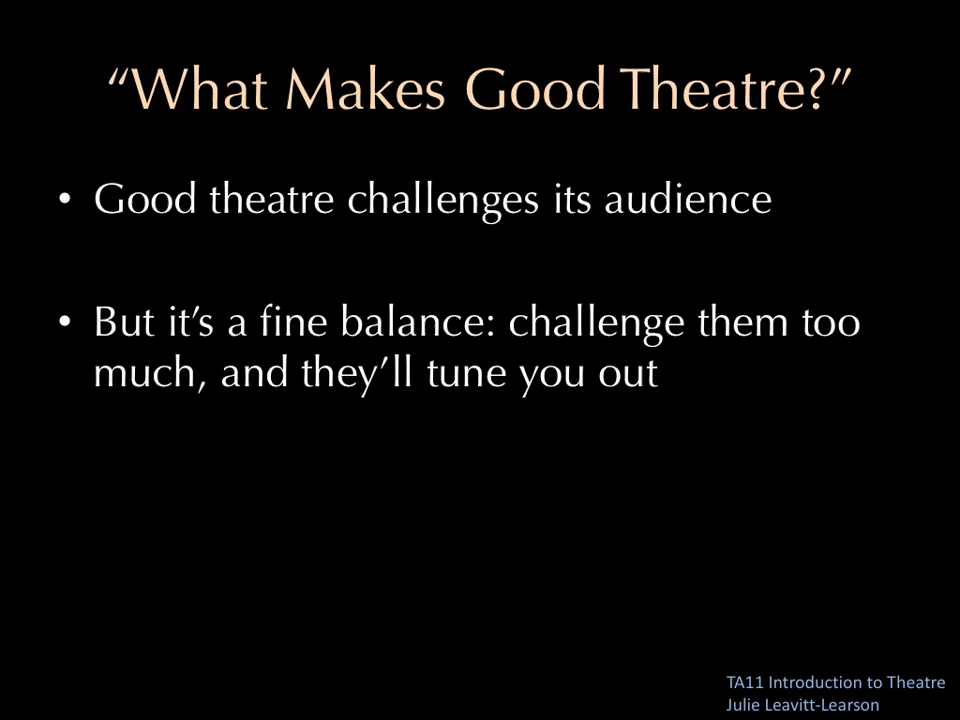 “What Makes Good Theatre?”
• Good theatre challenges its audience
• But it’s a fine balance: challenge them too
much, and they’ll tune you out
TA11 Introduction to Theatre
Julie Leavitt-Learson